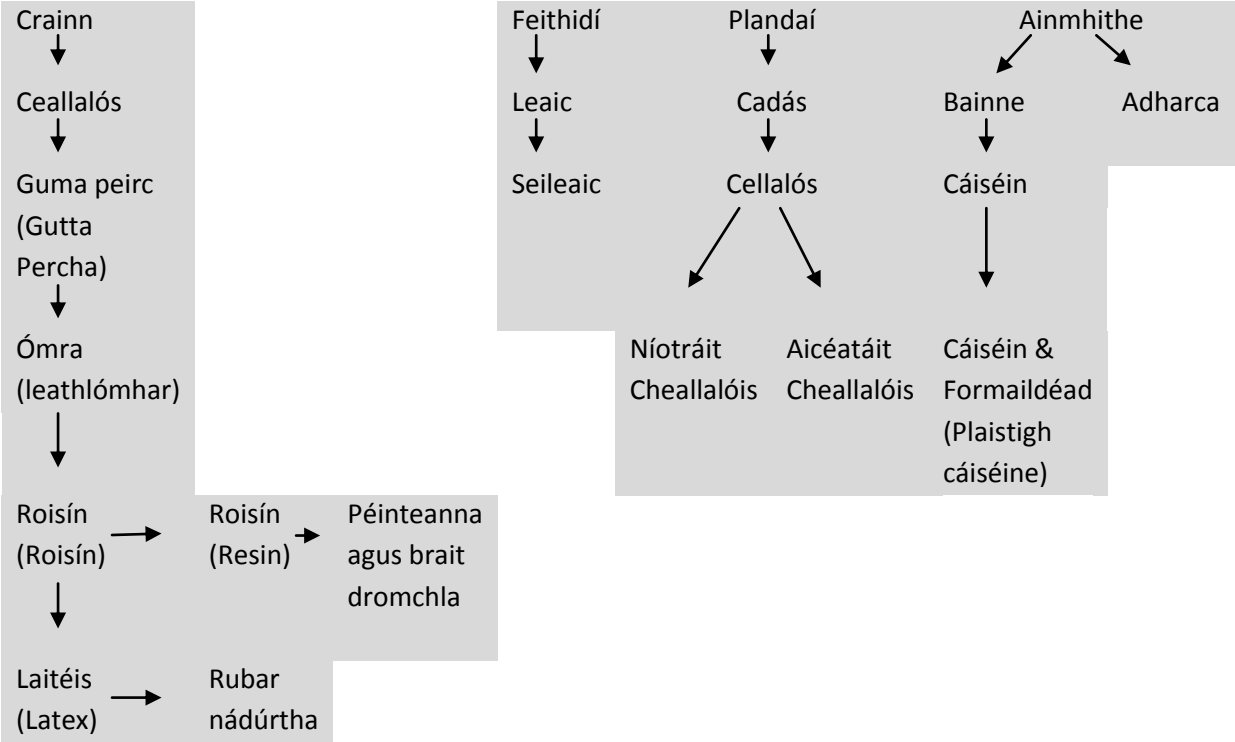 Crainn
Ceallalós
Guma peirc
(Gutta
Percha)
Ómra
(leathlómhar)
Roisín
(Roisín)
Roisín
(Resin)
Péinteanna
agus brait
dromchla
Laitéis
(Latex)
Rubar
nádúrtha
Feithidí
Leaic
Seileaic
Plandaí
Cadás
Cellalós
Níotráit
Cheallalóis
Aicéatáit
Cheallalóis
Ainmhithe
Bainne
Adharca
Cáiséin
Cáiséin &
Formaildéad
(Plaistigh
cáiséine)